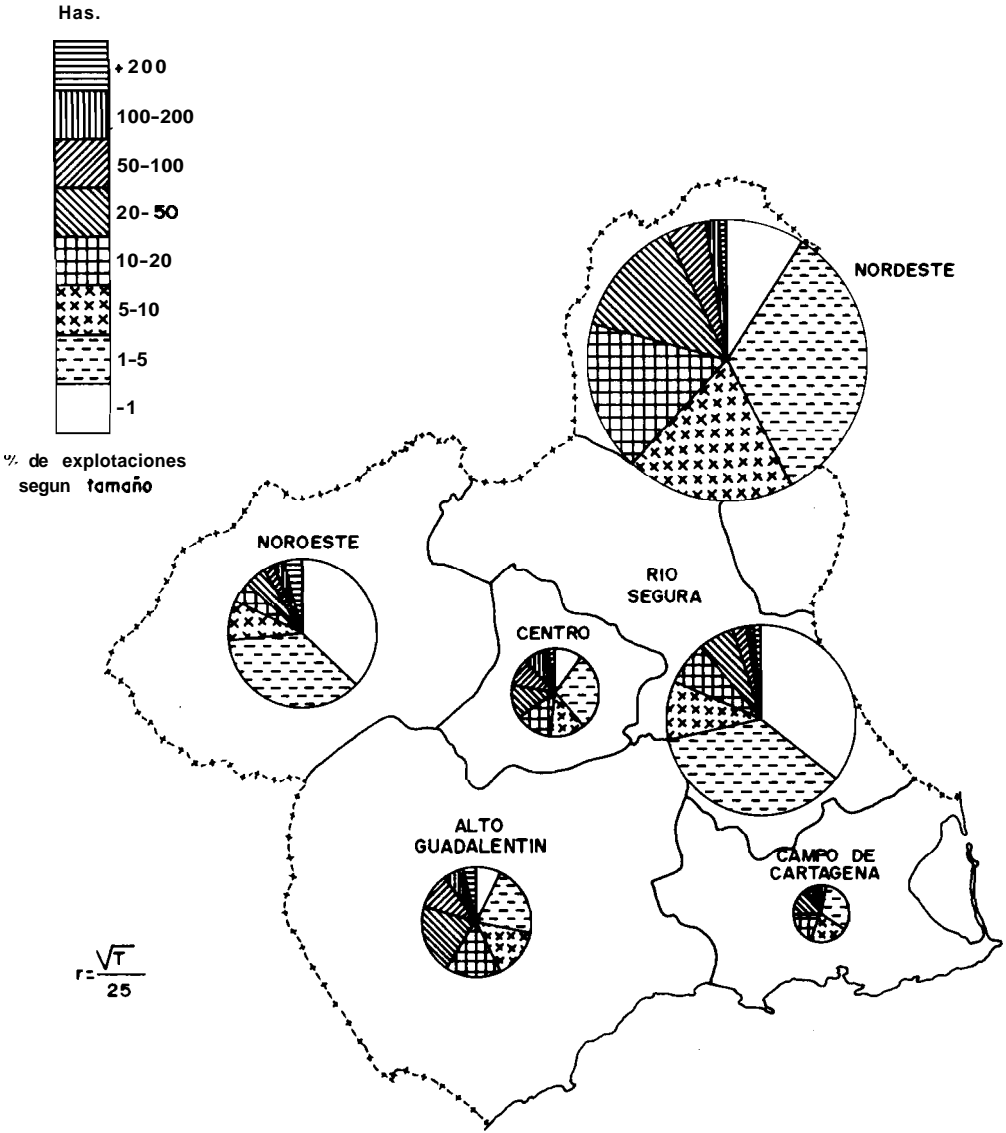 Has.
+200
100-200
50-100
20-50
10-20
5-10
1-5
-1
% de explotaciones
segun tamaño
NORDESTE
NOROESTE
RIO
SEGURA
CENTRO
ALTO
GUADALENTIN
CAMPO DE
CARTAGENA
r=√T/25